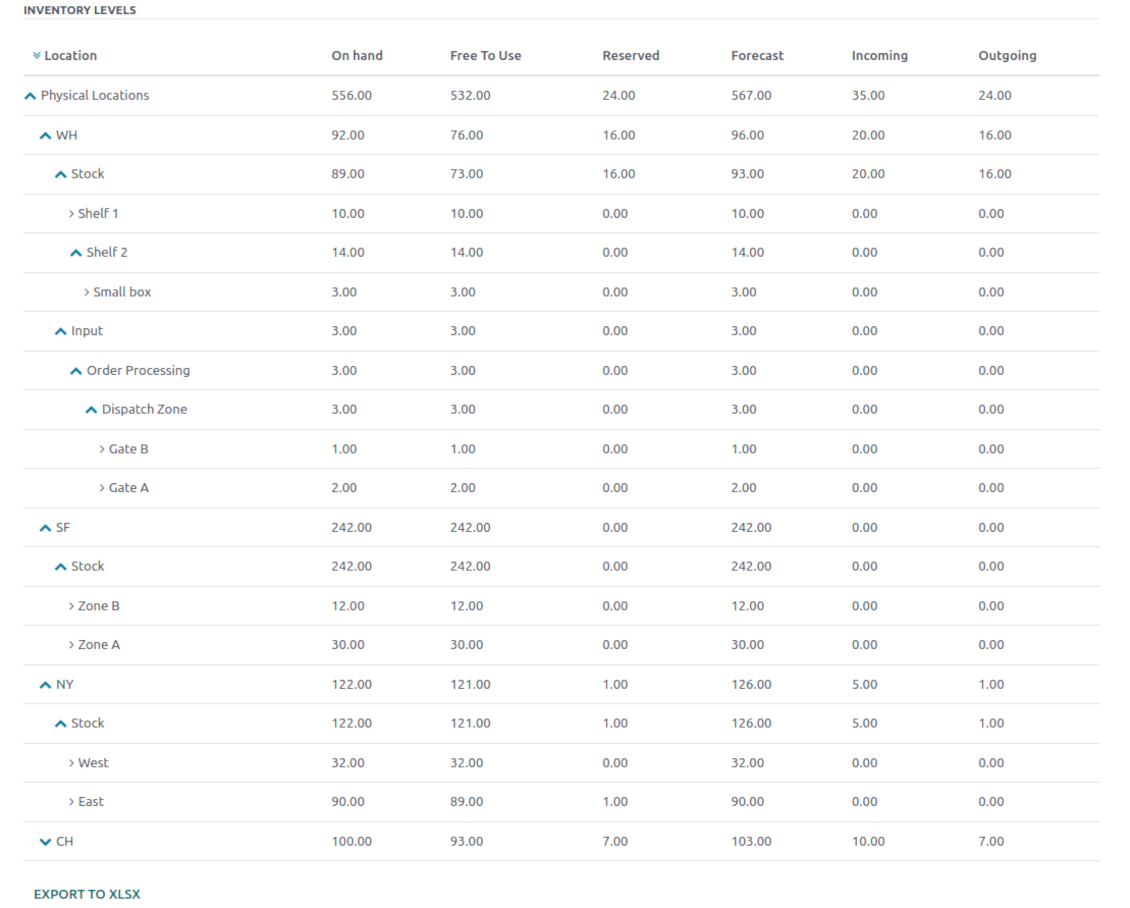 INVENTORY LEVELS
Location On hand Free To Use Reserved Forecast Incoming Outgoing
Physical Locations 556.00 532.00 24.00 567.00 35.00 24.00
WH 92.00 76.00 16.00 96.00 20.00 16.00
Stock 89.00 73.00 16.00 93.00 20.00 16.00
Shelf 1 10.00 10.00 0.00 10.00 0.00 0.00
Shelf 2 14.00 14.00 0.00 14.00 0.00 0.00
Small box 3.00 3.00 0.00 3.00 0.00 0.00
Input 3.00 3.00 0.00 3.00 0.00 0.00
Order Processing 3.00 3.00 0.00 3.00 0.00 0.00
Dispatch Zone 3.00 3.00 0.00 3.00 0.00 0.00
Gate B 1.00 1.00 0.00 1.00 0.00 0.00
Gate A 2.00 2.00 0.00 2.00 0.00 0.00
SF 242.00 242.00 0.00 242.00 0.00 0.00
Stock 242.00 242.00 0.00 242.00 0.00 0.00
Zone B 12.00 12.00 0.00 12.00 0.00 0.00
Zone A 30.00 30.00 0.00 30.00 0.00 0.00
NY 122.00 121.00 1.00 126.00 5.00 1.00
Stock 122.00 121.00 1.00 126.00 5.00 1.00
West 32.00 32.00 0.00 32.00 0.00 0.00
East 90.00 89.00 1.00 90.00 0.00 0.00
CH 100.00 93.00 7.00 103.00 10.00 7.00
EXPORT TO XLSX